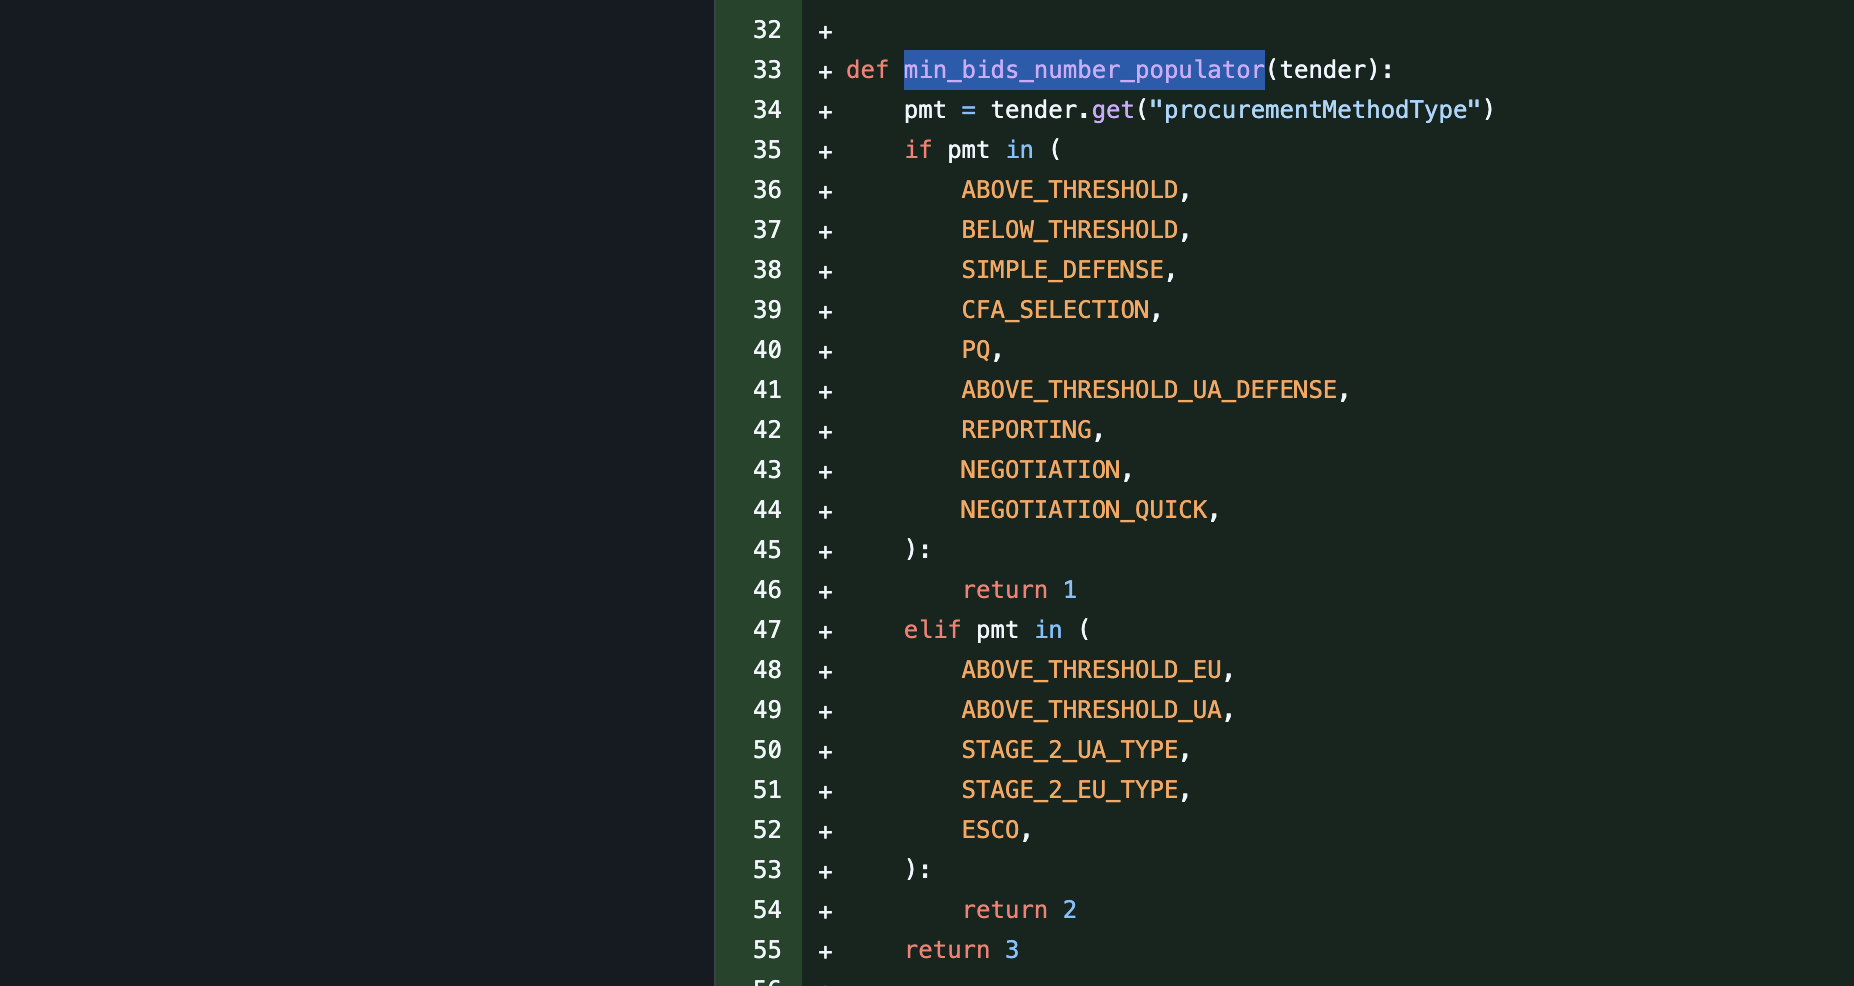 32 +
33 + def min_bids_number_populator(tender):
34 +     pmt = tender.get("procurementMethodType")
35 +     if pmt in (
36 +         ABOVE_THRESHOLD,
37 +         BELOW_THRESHOLD,
38 +         SIMPLE_DEFENSE,
39 +         CFA_SELECTION,
40 +         PQ,
41 +         ABOVE_THRESHOLD_UA_DEFENSE,
42 +         REPORTING,
43 +         NEGOTIATION,
44 +         NEGOTIATION_QUICK,
45 +     ):
46 +         return 1
47 +     elif pmt in (
48 +         ABOVE_THRESHOLD_EU,
49 +         ABOVE_THRESHOLD_UA,
50 +         STAGE_2_UA_TYPE,
51 +         STAGE_2_EU_TYPE,
52 +         ESCO,
53 +     ):
54 +         return 2
55 +     return 3